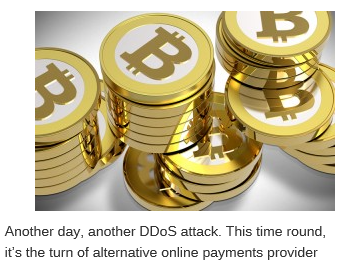 Another day, another DDoS attack. This time round,
it's the turn of alternative online payments provider